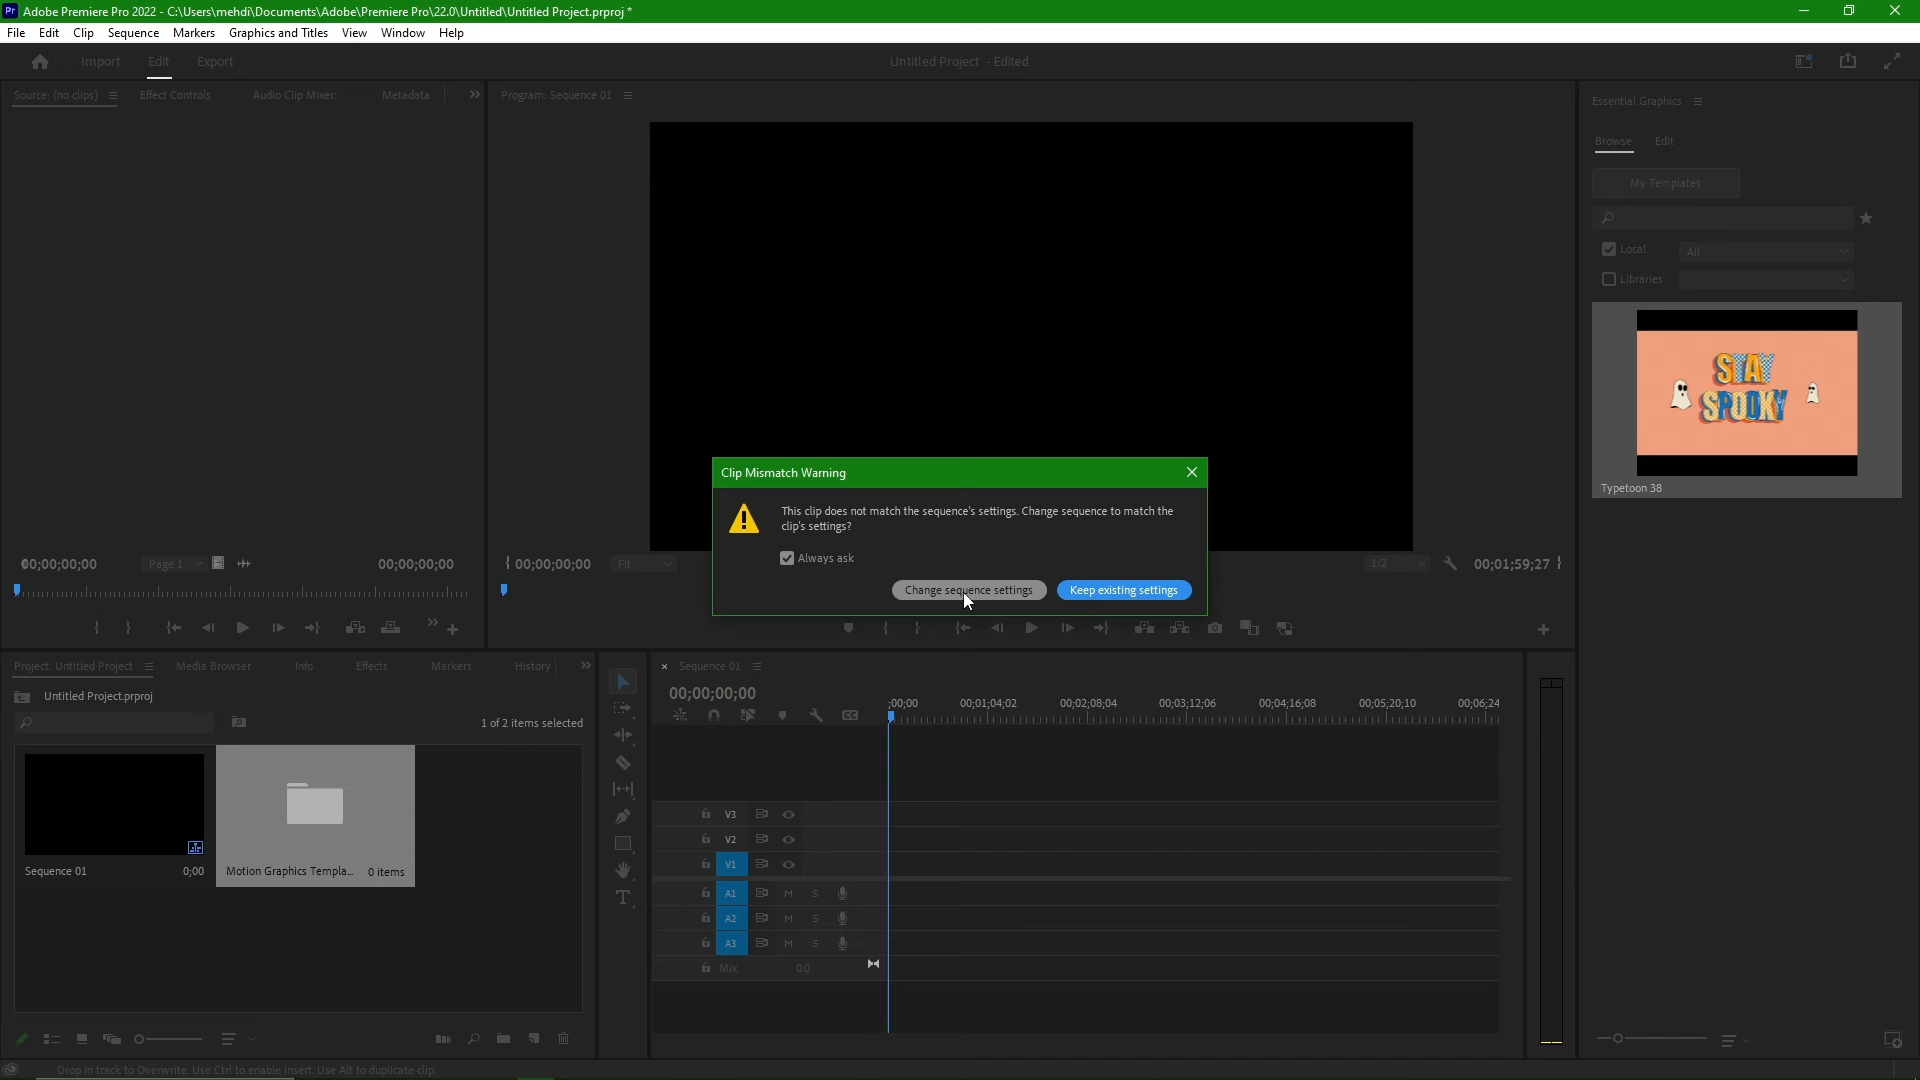 Pr Adobe Premiere Pro 2022 - C:\Users\mehdi\Documents\Adobe\Premiere Pro\22.0\Untitled\Untitled Project.prproj *
File Edit Clip Sequence Markers Graphics and Titles View Window Help
Import Edit Export Untitled Project - Edited
Source: (no clips) Effect Controls Audio Clip Mixer: Metadata
Program: Sequence 01
Essential Graphics
Browse Edit
My Templates
Local All
Libraries
STAY
SPOOKY
Typetoon 38
Clip Mismatch Warning
This clip does not match the sequence's settings. Change sequence to match the
clip's settings?
Always ask
Change sequence settings Keep existing settings
00;00;00;00 Page 1 00;00;00;00
00;00;00;00 Fit 1/2 00;01;59;27
Project: Untitled Project Media Browser Info Effects Markers History
Untitled Project.prproj
1 of 2 items selected
Sequence 01 0;00
Motion Graphics Templa... 0 items
× Sequence 01
00;00;00;00
;00;00 00;01;04;02 00;02;08;04 00;03;12;06 00;04;16;08 00;05;20;10 00;06;24
V3
V2
V1
A1 M S
A2 M S
A3 M S
Mix 0.0
Drop in track to Overwrite. Use Ctrl to enable Insert. Use Alt to duplicate clip.